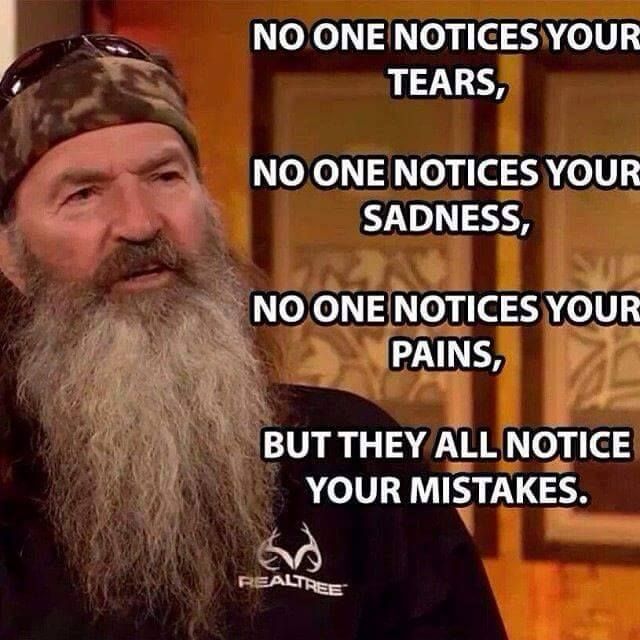 NO ONE NOTICES YOUR
TEARS,
NO ONE NOTICES YOUR
SADNESS,
NO ONE NOTICES YOUR
PAINS,
BUT THEY ALL NOTICE
YOUR MISTAKES.
REALTREE